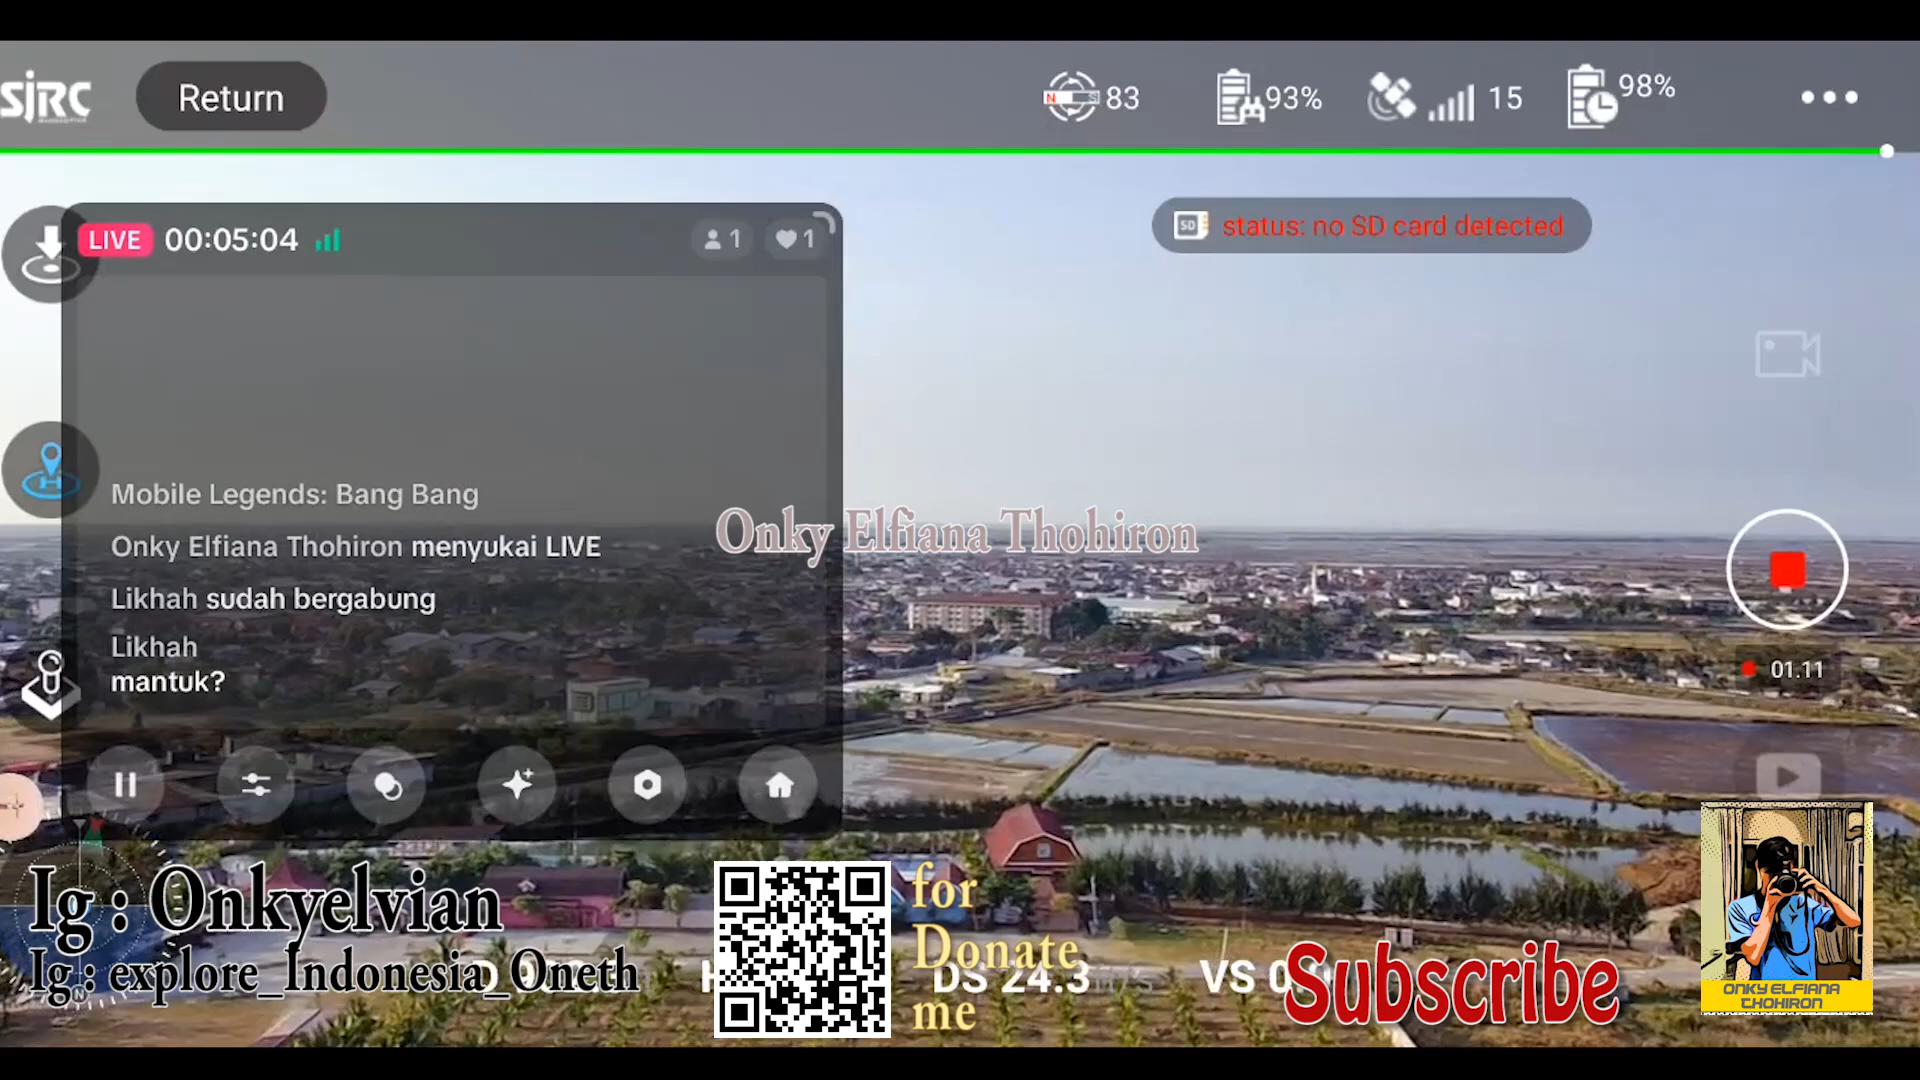 SJRC
Return
83
93%
15
98%
SD
status: no SD card detected
LIVE 00:05:04
1
1
Mobile Legends: Bang Bang
Onky Elfiana Thohiron menyukai LIVE
Likhah sudah bergabung
Likhah
mantuk?
Onky Elfiana Thohiron
01.11
Ig : Onkyelvian
Ig : explore_Indonesia_Oneth
for
Donate
me
DS 24.3
VS 0
Subscribe
ONKY ELFIANA
THOHIRON